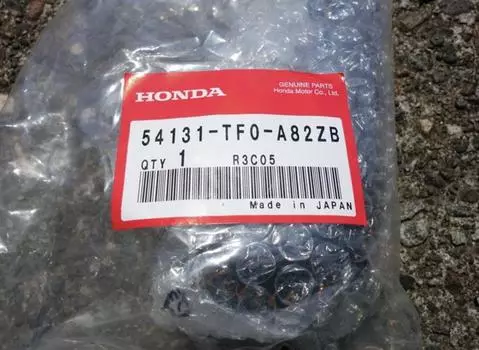 HONDA
GENUINE PARTS
Honda Motor Co., Ltd.
54131-TF0-A82ZB
QTY 1 R3C05
Made in JAPAN